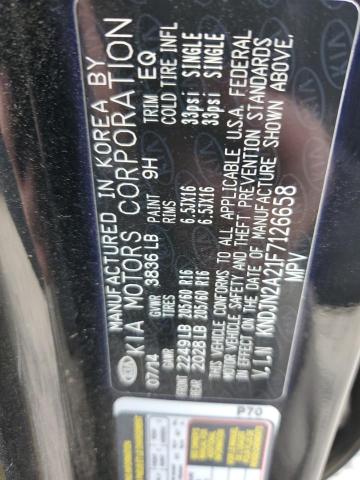 MANUFACTURED IN KOREA BY
KIA MOTORS CORPORATION
07/14 GVWR 3836 LB PAINT 9H TRIM EQ
TIRES RIMS COLD TIRE INFL
2249 LB 205/60 R16 6.5JX16 33psi SINGLE
2028 LB 205/60 R16 6.5JX16 33psi SINGLE
THIS VEHICLE CONFORMS TO ALL APPLICABLE U.S.A. FEDERAL
MOTOR VEHICLE SAFETY AND THEFT PREVENTION STANDARDS
IN EFFECT ON THE DATE OF MANUFACTURE SHOWN ABOVE.
V.I.N : KNDJN2A21F7126658
MPV
P70